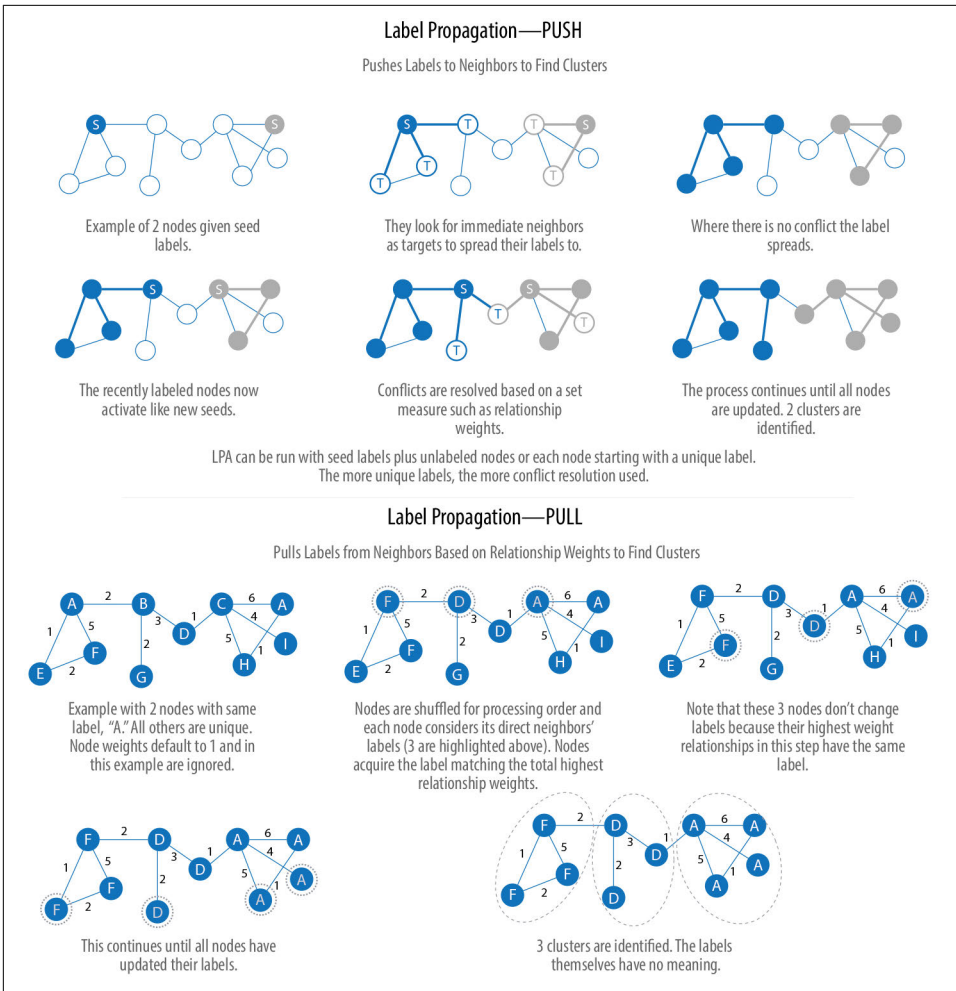 Label Propagation—PUSH
Pushes Labels to Neighbors to Find Clusters
S
S
S
T
T
T
T
S
T
Example of 2 nodes given seed
labels.
They look for immediate neighbors
as targets to spread their labels to.
Where there is no conflict the label
spreads.
S
S
S
T
T
S
T
The recently labeled nodes now
activate like new seeds.
Conflicts are resolved based on a set
measure such as relationship
weights.
The process continues until all nodes
are updated. 2 clusters are
identified.
LPA can be run with seed labels plus unlabeled nodes or each node starting with a unique label.
The more unique labels, the more conflict resolution used.
Label Propagation—PULL
Pulls Labels from Neighbors Based on Relationship Weights to Find Clusters
A 2 B C 6 A
1 5 3 1 4
F 2 D 5 I
E 2 G H 1
Example with 2 nodes with same
label, “A.” All others are unique.
Node weights default to 1 and in
this example are ignored.
F 2 D A 6 A
1 5 3 1 4
F 2 D 5 I
E 2 G H 1
Nodes are shuffled for processing order and
each node considers its direct neighbors’
labels (3 are highlighted above). Nodes
acquire the label matching the total highest
relationship weights.
F 2 D A 6 A
1 5 3 1 4
F 2 D 5 I
E 2 G H 1
Note that these 3 nodes don’t change
labels because their highest weight
relationships in this step have the same
label.
F 2 D A 6 A
1 5 3 1 4
F 2 D 5 A
F 2 D A 1
This continues until all nodes have
updated their labels.
F 2 D A 6 A
1 5 3 1 4
F 2 D 5 A
F 2 D A 1
3 clusters are identified. The labels
themselves have no meaning.